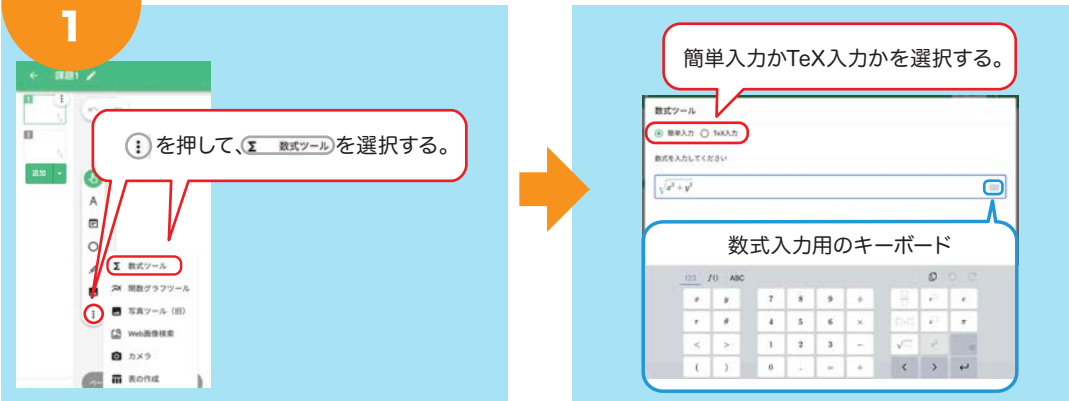 1
課題1
1
2
追加
⋮を押して、Σ 数式ツールを選択する。
A
Σ 数式ツール
関数グラフツール
写真ツール（旧）
Web画像検索
カメラ
表の作成
簡単入力かTeX入力かを選択する。
数式ツール
簡単入力 TeX入力
数式を入力してください
数式入力用のキーボード
123 f() ABC
x y 7 8 9 ÷ e
r θ 4 5 6 × π
< > 1 2 3 −
( ) 0 . = +